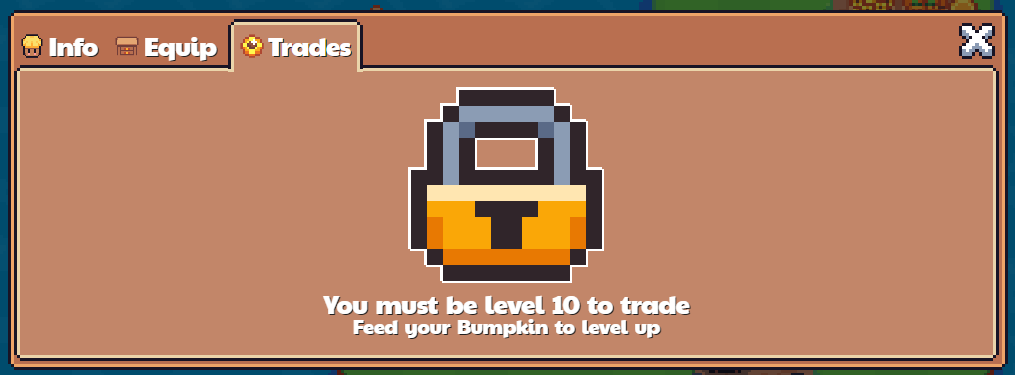 Info Equip Trades
You must be level 10 to trade
Feed your Bumpkin to level up